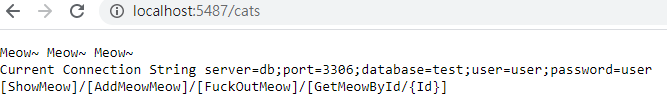 localhost:5487/cats
Meow~ Meow~ Meow~
Current Connection String server=db;port=3306;database=test;user=user;password=user
[ShowMeow]/[AddMeowMeow]/[FuckOutMeow]/[GetMeowById/{Id}]